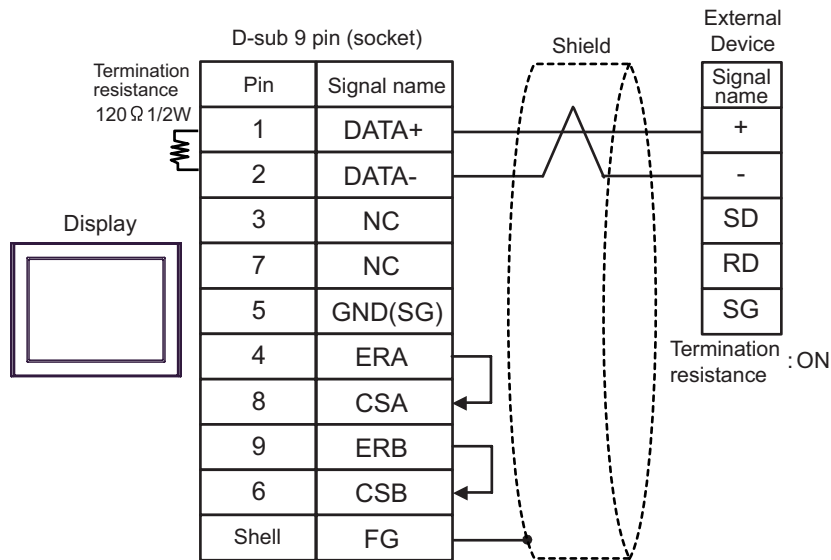 D-sub 9 pin (socket)
Shield
External
Device
Termination
resistance
120Ω 1/2W
Pin Signal name
Signal
name
1 DATA+
+
2 DATA-
-
Display
3 NC
SD
7 NC
RD
5 GND(SG)
SG
4 ERA
Termination
resistance : ON
8 CSA
9 ERB
6 CSB
Shell FG